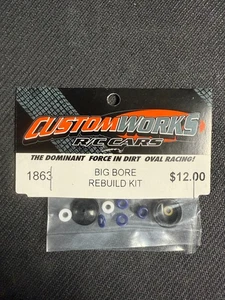 CUSTOMWORKS
R/C CARS
THE DOMINANT FORCE IN DIRT OVAL RACING!
1863 BIG BORE $12.00
REBUILD KIT